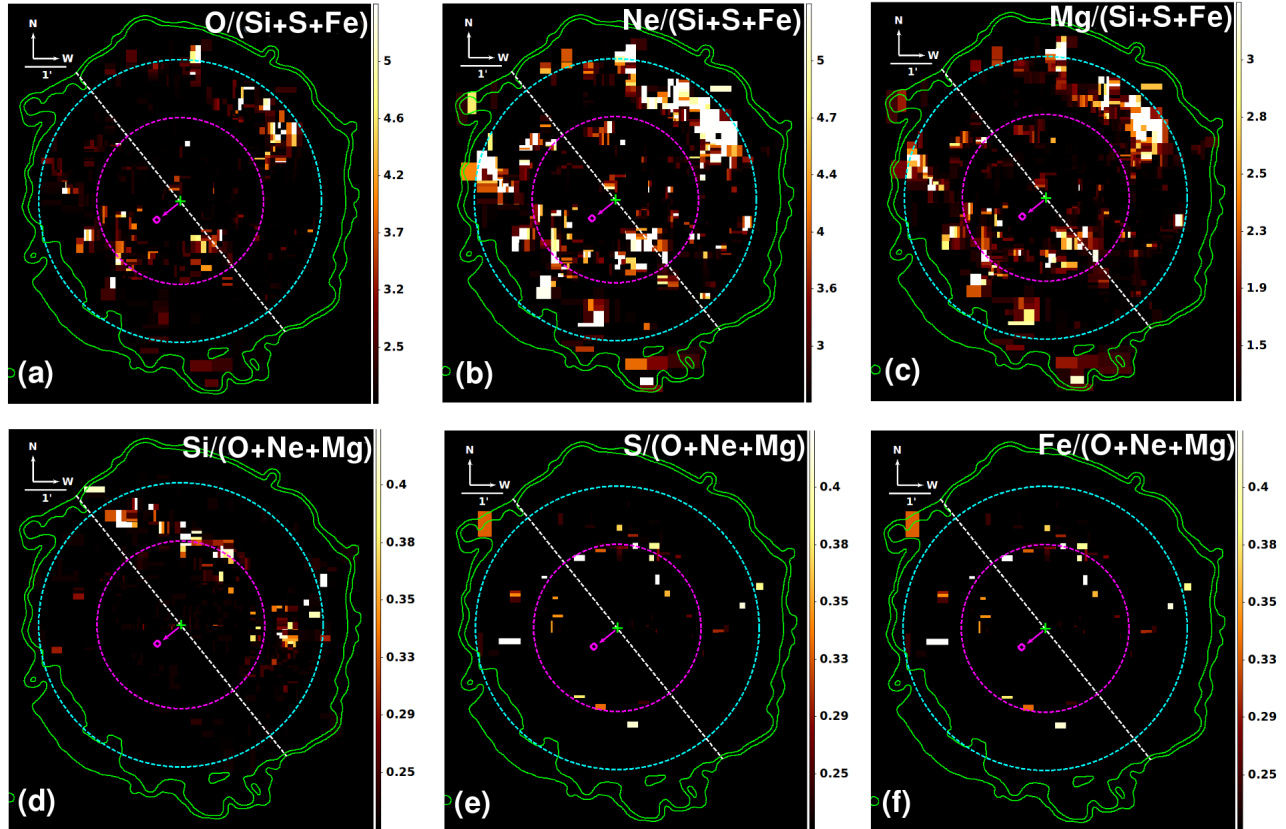 O/(Si+S+Fe)
N
W
1'
5
4.6
4.2
3.7
3.2
2.5
(a)
Ne/(Si+S+Fe)
N
W
1'
5
4.7
4.4
4
3.6
3
(b)
Mg/(Si+S+Fe)
N
W
1'
3
2.8
2.5
2.3
1.9
1.5
(c)
Si/(O+Ne+Mg)
N
W
1'
0.4
0.38
0.35
0.33
0.29
0.25
(d)
S/(O+Ne+Mg)
N
W
1'
0.4
0.38
0.35
0.33
0.29
0.25
(e)
Fe/(O+Ne+Mg)
N
W
1'
0.4
0.38
0.35
0.33
0.29
0.25
(f)